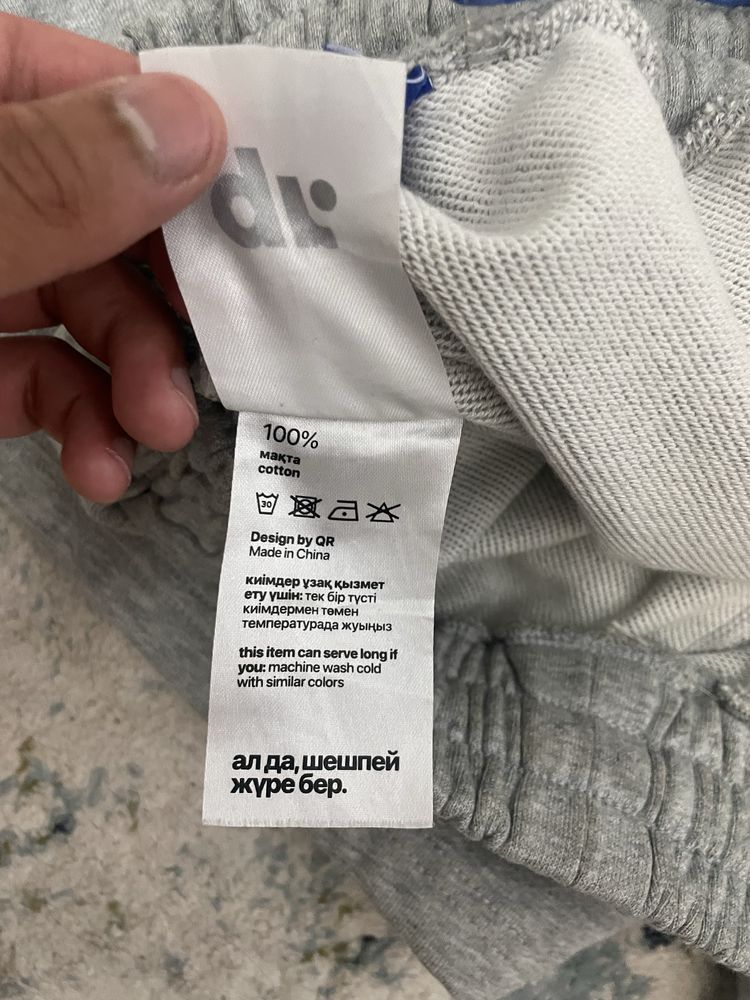 qr:
100%
мақта
cotton
30
Design by QR
Made in China
киімдер ұзақ қызмет
ету үшін: тек бір түсті
киімдермен төмен
температурада жуыңыз
this item can serve long if
you: machine wash cold
with similar colors
ал да, шешпей
жүре бер.